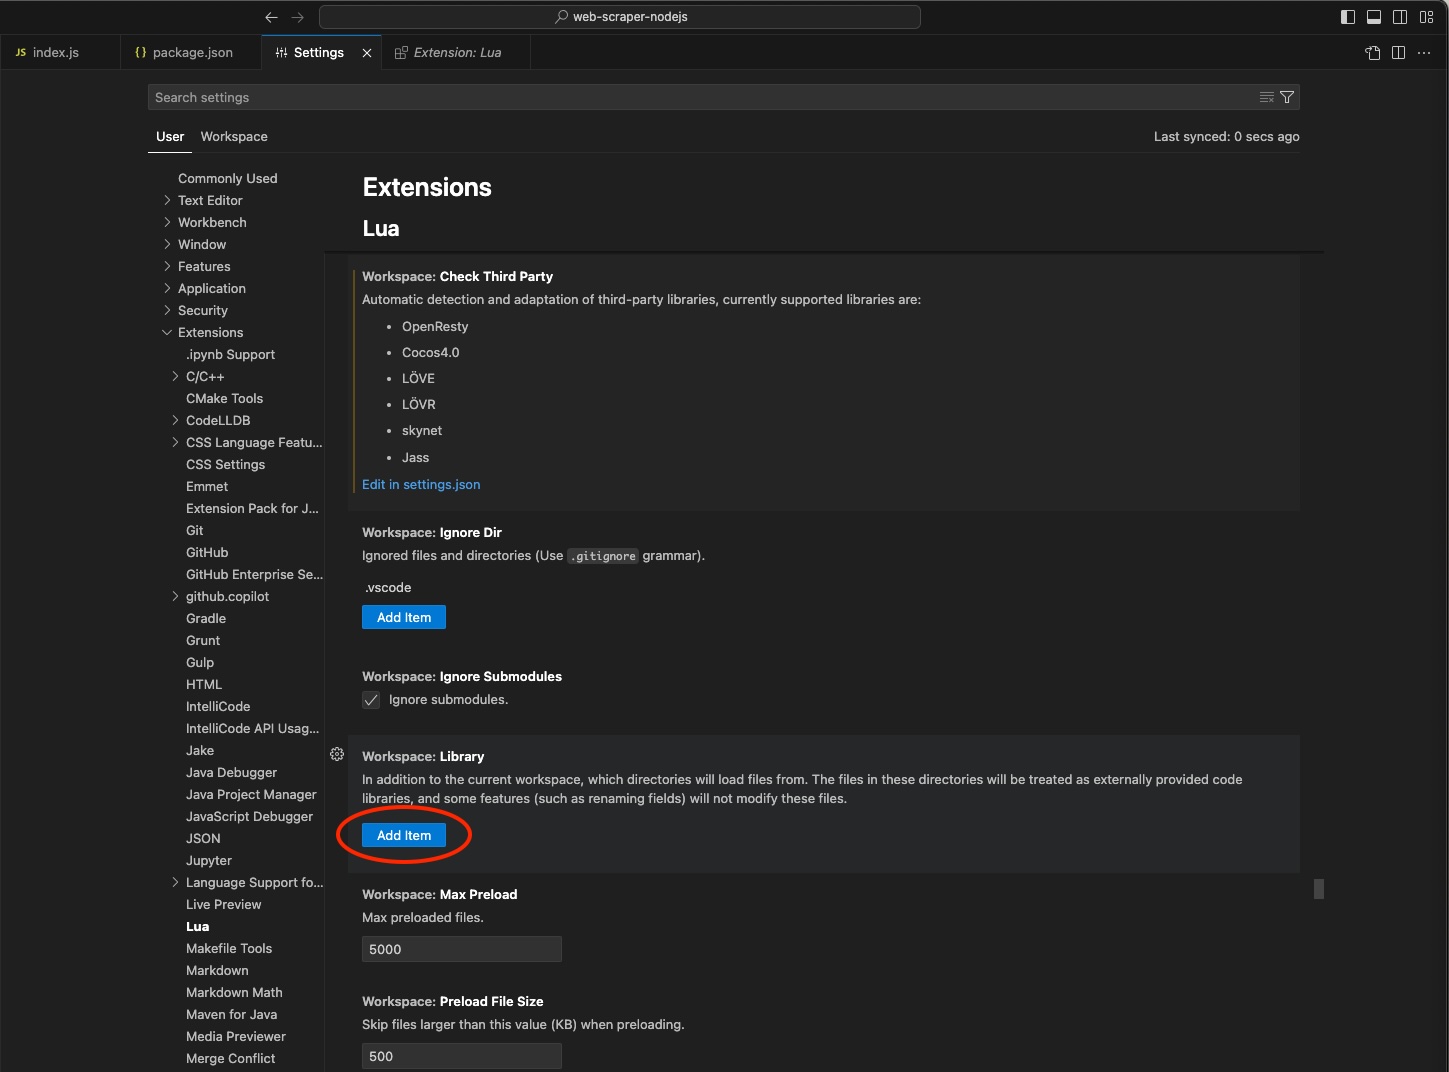 web-scraper-nodejs
JS index.js
{} package.json
Settings
Extension: Lua
Search settings
User
Workspace
Last synced: 0 secs ago
Commonly Used
Text Editor
Workbench
Window
Features
Application
Security
Extensions
.ipynb Support
C/C++
CMake Tools
CodeLLDB
CSS Language Featu...
CSS Settings
Emmet
Extension Pack for J...
Git
GitHub
GitHub Enterprise Se...
github.copilot
Gradle
Grunt
Gulp
HTML
IntelliCode
IntelliCode API Usag...
Jake
Java Debugger
Java Project Manager
JavaScript Debugger
JSON
Jupyter
Language Support fo...
Live Preview
Lua
Makefile Tools
Markdown
Markdown Math
Maven for Java
Media Previewer
Merge Conflict
Extensions
Lua
Workspace: Check Third Party
Automatic detection and adaptation of third-party libraries, currently supported libraries are:
• OpenResty
• Cocos4.0
• LÖVE
• LÖVR
• skynet
• Jass
Edit in settings.json
Workspace: Ignore Dir
Ignored files and directories (Use .gitignore grammar).
.vscode
Add Item
Workspace: Ignore Submodules
Ignore submodules.
Workspace: Library
In addition to the current workspace, which directories will load files from. The files in these directories will be treated as externally provided code
libraries, and some features (such as renaming fields) will not modify these files.
Add Item
Workspace: Max Preload
Max preloaded files.
5000
Workspace: Preload File Size
Skip files larger than this value (KB) when preloading.
500